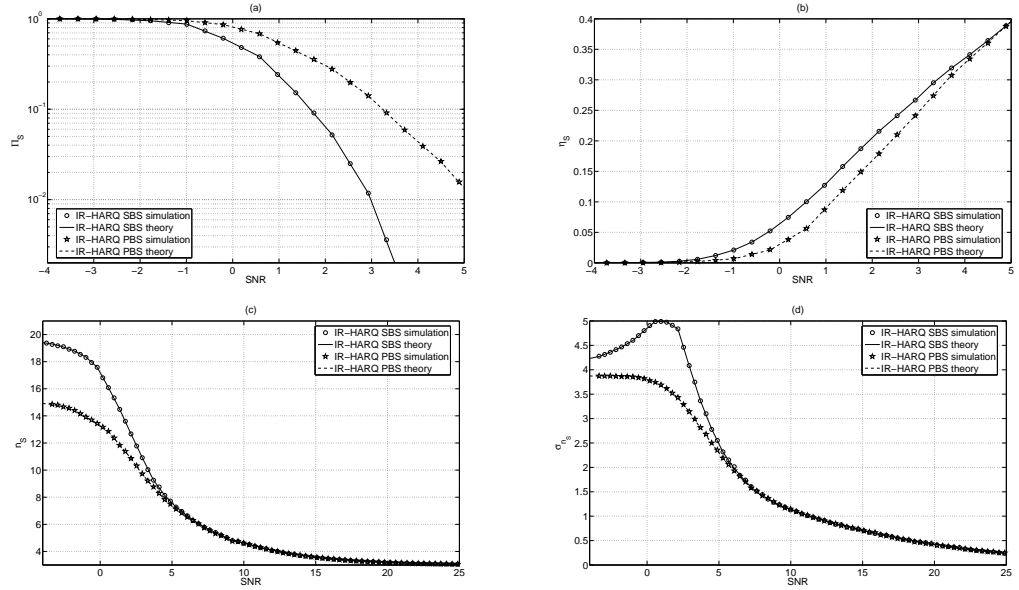 (a)
10^0
10^−1
10^−2
Π_S
−4 −3 −2 −1 0 1 2 3 4 5
SNR
IR−HARQ SBS simulation
IR−HARQ SBS theory
IR−HARQ PBS simulation
IR−HARQ PBS theory
(b)
0.4
0.35
0.3
0.25
0.2
0.15
0.1
0.05
0
η_S
−4 −3 −2 −1 0 1 2 3 4 5
SNR
IR−HARQ SBS simulation
IR−HARQ SBS theory
IR−HARQ PBS simulation
IR−HARQ PBS theory
(c)
20
18
16
14
12
10
8
6
4
n_S
0 5 10 15 20 25
SNR
IR−HARQ SBS simulation
IR−HARQ SBS theory
IR−HARQ PBS simulation
IR−HARQ PBS theory
(d)
5
4.5
4
3.5
3
2.5
2
1.5
1
0.5
0
σ_n_S
0 5 10 15 20 25
SNR
IR−HARQ SBS simulation
IR−HARQ SBS theory
IR−HARQ PBS simulation
IR−HARQ PBS theory